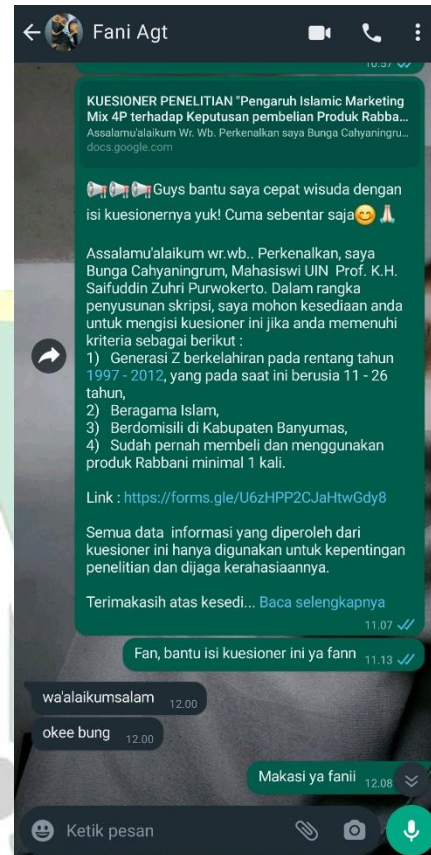 Fani Agt
10.57
KUESIONER PENELITIAN "Pengaruh Islamic Marketing
Mix 4P terhadap Keputusan pembelian Produk Rabba...
Assalamu'alaikum Wr. Wb. Perkenalkan saya Bunga Cahyaningru...
docs.google.com
Guys bantu saya cepat wisuda dengan
isi kuesionernya yuk! Cuma sebentar saja😊🙏🏻
Assalamu'alaikum wr.wb.. Perkenalkan, saya
Bunga Cahyaningrum, Mahasiswi UIN Prof. K.H.
Saifuddin Zuhri Purwokerto. Dalam rangka
penyusunan skripsi, saya mohon kesediaan anda
untuk mengisi kuesioner ini jika anda memenuhi
kriteria sebagai berikut :
1) Generasi Z berkelahiran pada rentang tahun
1997 - 2012, yang pada saat ini berusia 11 - 26
tahun,
2) Beragama Islam,
3) Berdomisili di Kabupaten Banyumas,
4) Sudah pernah membeli dan menggunakan
produk Rabbani minimal 1 kali.
Link : https://forms.gle/U6zHPP2CJaHtwGdy8
Semua data informasi yang diperoleh dari
kuesioner ini hanya digunakan untuk kepentingan
penelitian dan dijaga kerahasiaannya.
Terimakasih atas kesedi... Baca selengkapnya
11.07
Fan, bantu isi kuesioner ini ya fann 11.13
wa'alaikumsalam 12.00
okee bung 12.00
Makasi ya fanii 12.08
Ketik pesan